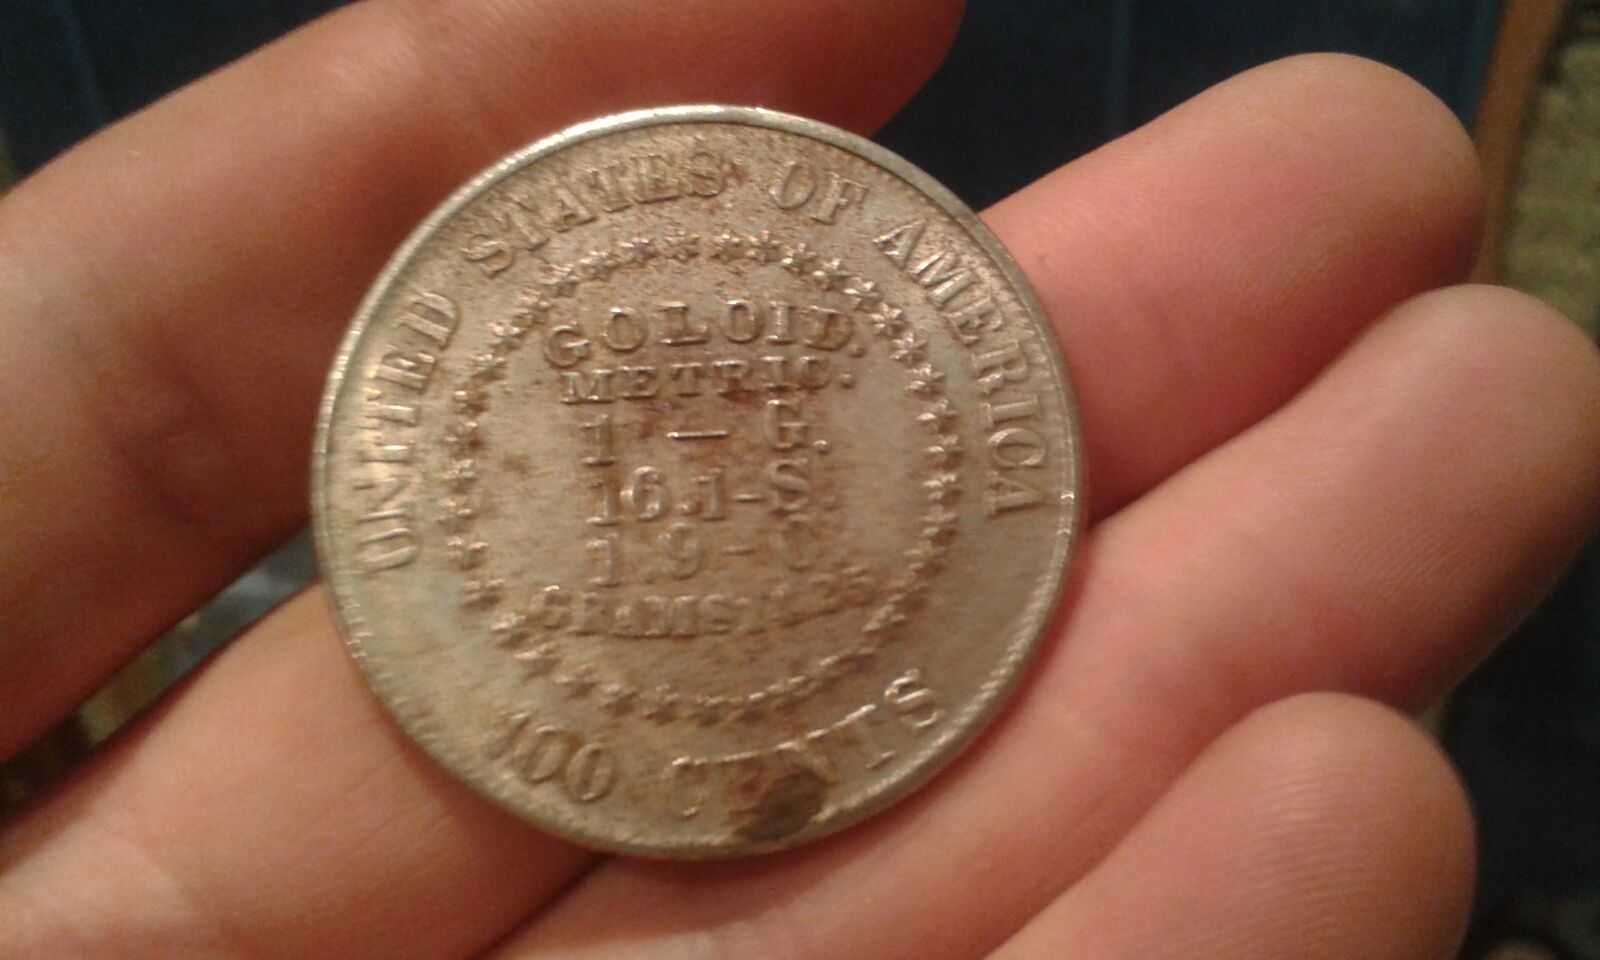 UNITED STATES OF AMERICA
GOLOID.
METRIC.
1 – G.
16.1 - S.
1.9 -
100 CENTS